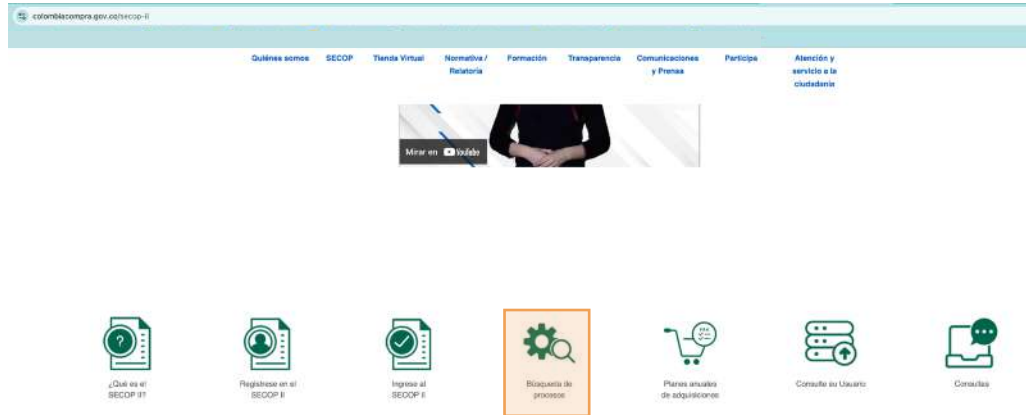 colombiacompra.gov.co/secop-ii
Quiénes somos SECOP Tienda Virtual Normativa / Formación Transparencia Comunicaciones Participa Atención y
Relatoría y Prensa servicio a la
ciudadanía
Mirar en YouTube
¿Qué es el Regístrese en el Ingrese al Búsqueda de Planes anuales Consulte su Usuario Consultas
SECOP II? SECOP II SECOP II procesos de adquisiciones